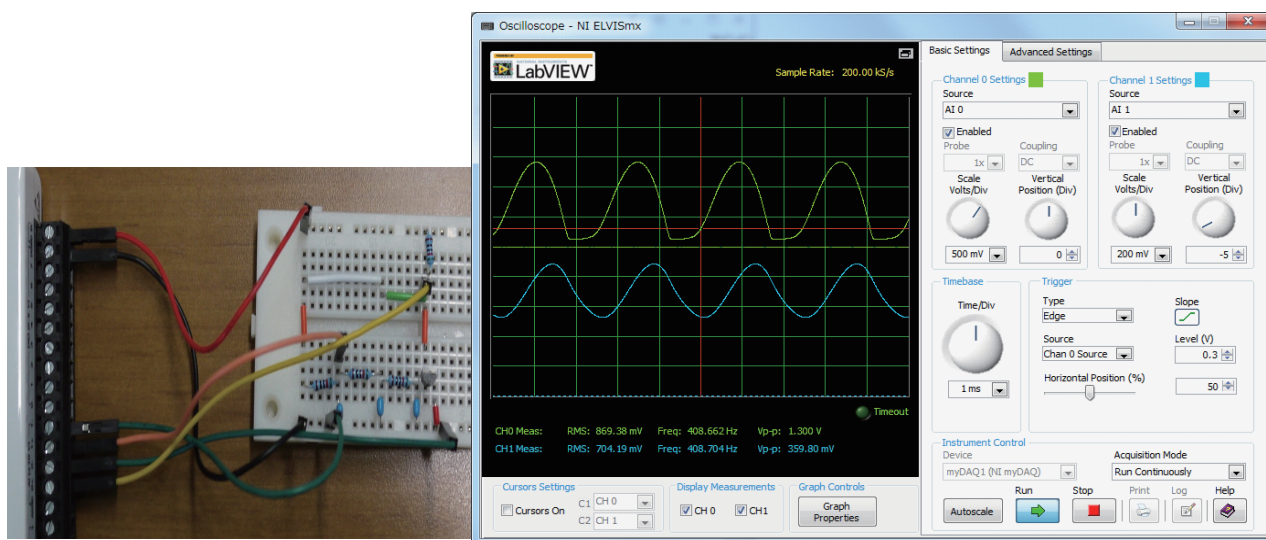 Oscilloscope - NI ELVISmx
LabVIEW
Sample Rate: 200.00 kS/s
Timeout
CH0 Meas: RMS: 869.38 mV Freq: 408.662 Hz Vp-p: 1.300 V
CH1 Meas: RMS: 704.19 mV Freq: 408.704 Hz Vp-p: 359.80 mV
Cursors Settings
Cursors On
C1 CH 0
C2 CH 1
Display Measurements
CH 0 CH1
Graph Controls
Graph
Properties
Basic Settings Advanced Settings
Channel 0 Settings
Source
AI 0
Enabled
Probe Coupling
1x DC
Scale Vertical
Volts/Div Position (Div)
500 mV 0
Channel 1 Settings
Source
AI 1
Enabled
Probe Coupling
1x DC
Scale Vertical
Volts/Div Position (Div)
200 mV -5
Timebase
Time/Div
1 ms
Trigger
Type Slope
Edge
Source Level (V)
Chan 0 Source 0.3
Horizontal Position (%)
50
Instrument Control
Device Acquisition Mode
myDAQ1 (NI myDAQ) Run Continuously
Run Stop Print Log Help
Autoscale